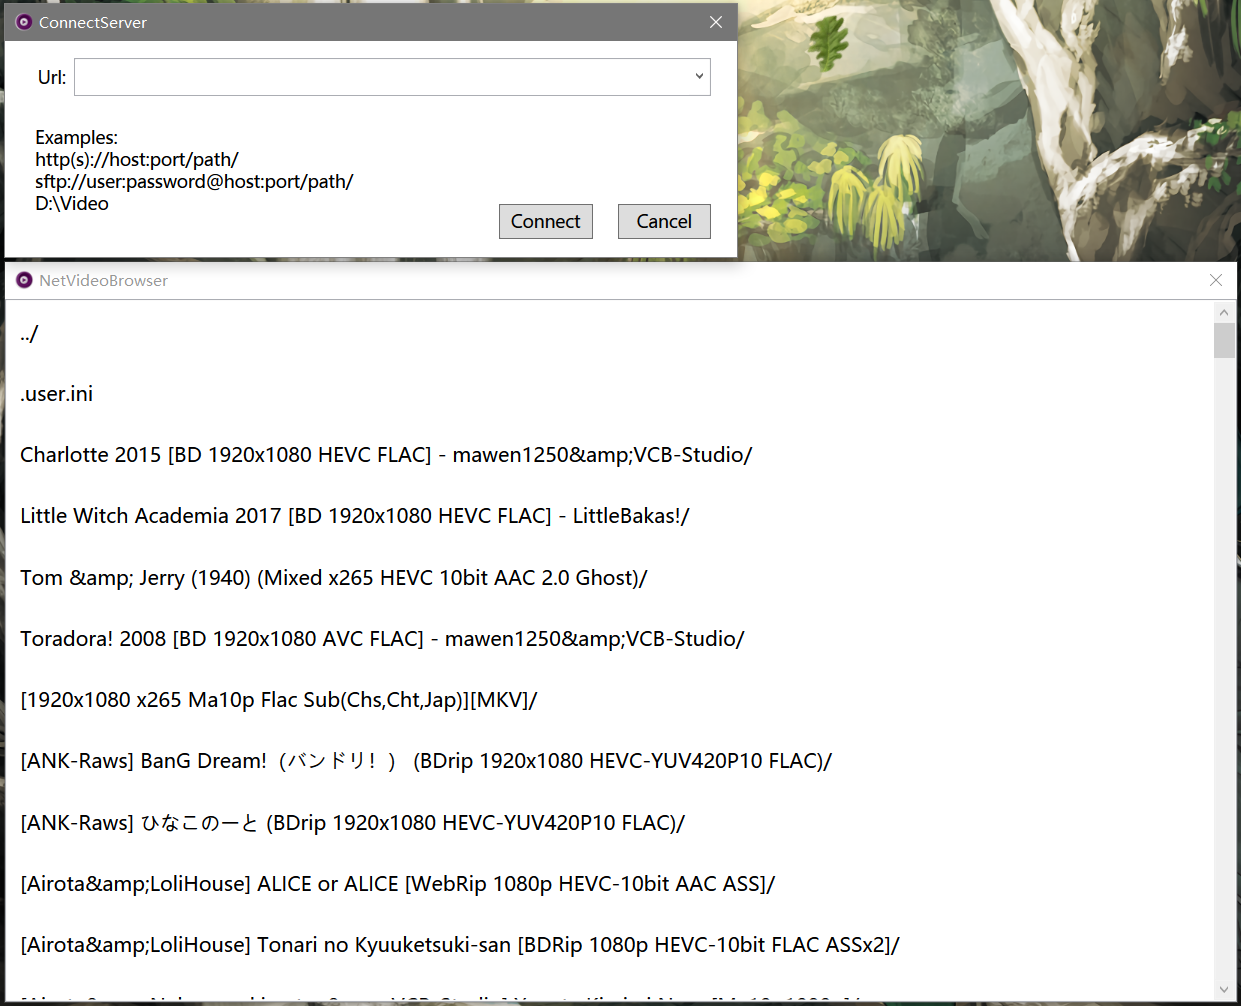 ConnectServer
Url:
Examples:
http(s)://host:port/path/
sftp://user:password@host:port/path/
D:\Video
Connect Cancel
NetVideoBrowser
../
.user.ini
Charlotte 2015 [BD 1920x1080 HEVC FLAC] - mawen1250&amp;VCB-Studio/
Little Witch Academia 2017 [BD 1920x1080 HEVC FLAC] - LittleBakas!/
Tom &amp; Jerry (1940) (Mixed x265 HEVC 10bit AAC 2.0 Ghost)/
Toradora! 2008 [BD 1920x1080 AVC FLAC] - mawen1250&amp;VCB-Studio/
[1920x1080 x265 Ma10p Flac Sub(Chs,Cht,Jap)][MKV]/
[ANK-Raws] BanG Dream!（バンドリ！） (BDrip 1920x1080 HEVC-YUV420P10 FLAC)/
[ANK-Raws] ひなこのーと (BDrip 1920x1080 HEVC-YUV420P10 FLAC)/
[Airota&amp;LoliHouse] ALICE or ALICE [WebRip 1080p HEVC-10bit AAC ASS]/
[Airota&amp;LoliHouse] Tonari no Kyuuketsuki-san [BDRip 1080p HEVC-10bit FLAC ASSx2]/